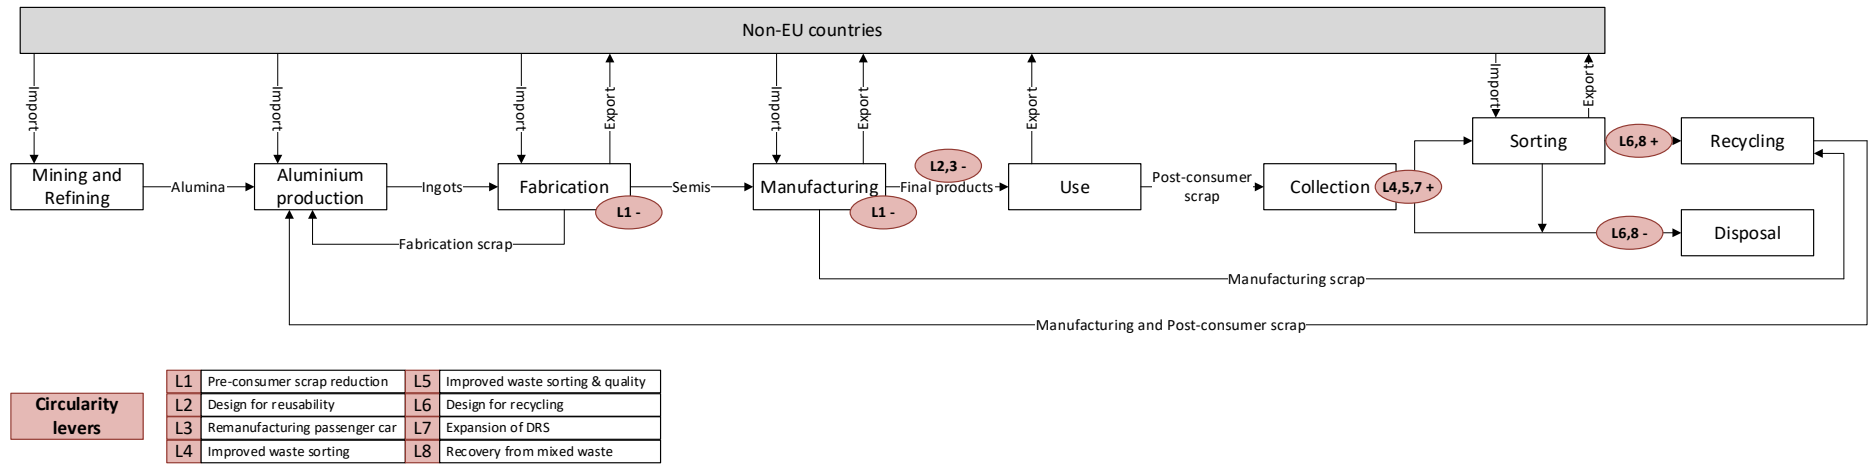 Non-EU countries
Import
Import
Import
Export
Import
Export
Export
Import
Export
Mining and
Refining
Alumina
Aluminium
production
Ingots
Fabrication
L1 -
Semis
Manufacturing
L1 -
L2,3 -
Final products
Use
Post-consumer
scrap
Collection
L4,5,7 +
Sorting
L6,8 +
Recycling
L6,8 -
Disposal
Fabrication scrap
Manufacturing scrap
Manufacturing and Post-consumer scrap
Circularity
levers
L1 Pre-consumer scrap reduction L5 Improved waste sorting & quality
L2 Design for reusability L6 Design for recycling
L3 Remanufacturing passenger car L7 Expansion of DRS
L4 Improved waste sorting L8 Recovery from mixed waste